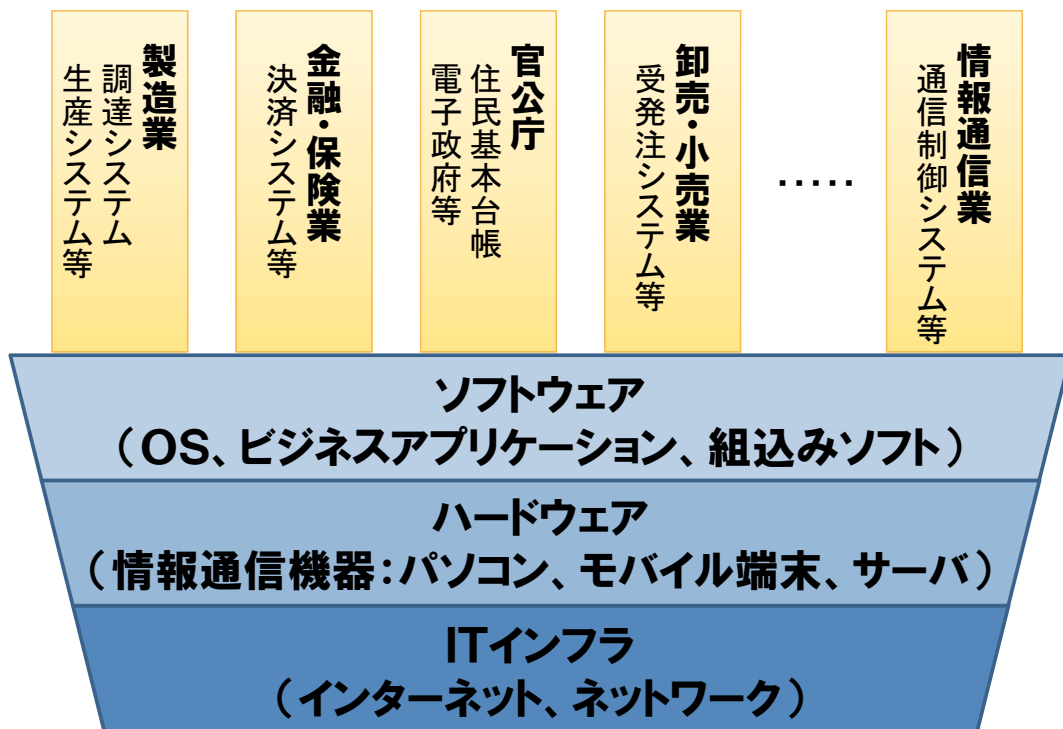 製造業
調達システム
生産システム等
金融・保険業
決済システム等
官公庁
住民基本台帳
電子政府等
卸売・小売業
受発注システム等
・・・・・
情報通信業
通信制御システム等
ソフトウェア
（OS、ビジネスアプリケーション、組込みソフト）
ハードウェア
（情報通信機器：パソコン、モバイル端末、サーバ）
ITインフラ
（インターネット、ネットワーク）